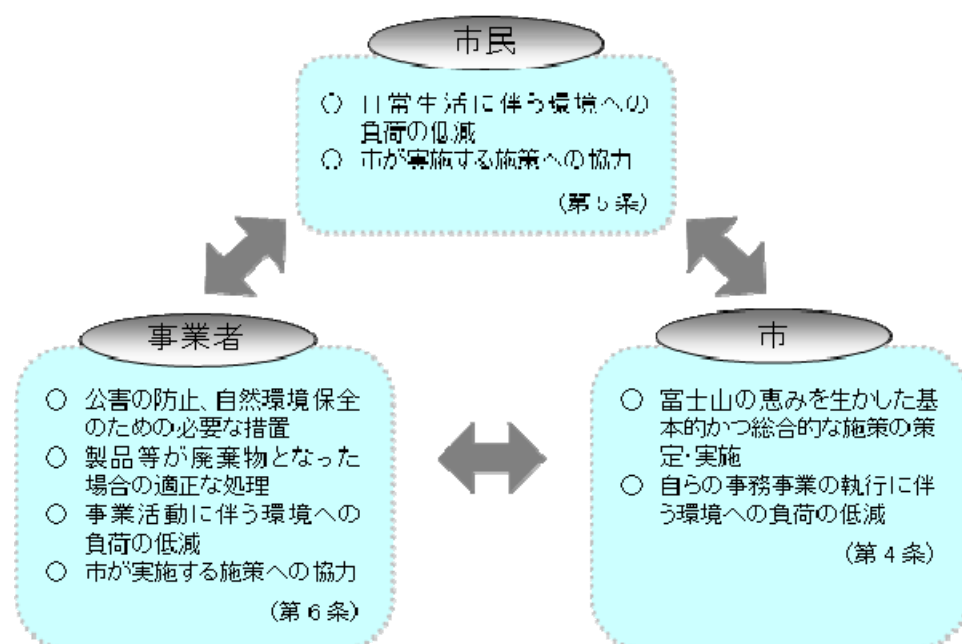 市民
○ 日常生活に伴う環境への
負荷の低減
○ 市が実施する施策への協力
(第5条)
事業者
○ 公害の防止、自然環境保全
のための必要な措置
○ 製品等が廃棄物となった
場合の適正な処理
○ 事業活動に伴う環境への
負荷の低減
○ 市が実施する施策への協力
(第6条)
市
○ 富士山の恵みを生かした基
本的かつ総合的な施策の策
定・実施
○ 自らの事務事業の執行に伴
う環境への負荷の低減
(第4条)